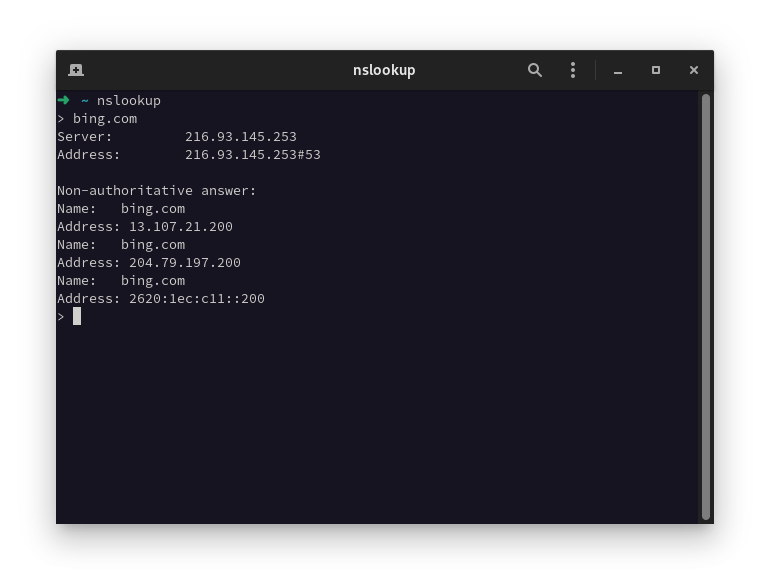 nslookup
➜ ~ nslookup
> bing.com
Server:		216.93.145.253
Address:	216.93.145.253#53

Non-authoritative answer:
Name:	bing.com
Address: 13.107.21.200
Name:	bing.com
Address: 204.79.197.200
Name:	bing.com
Address: 2620:1ec:c11::200
>